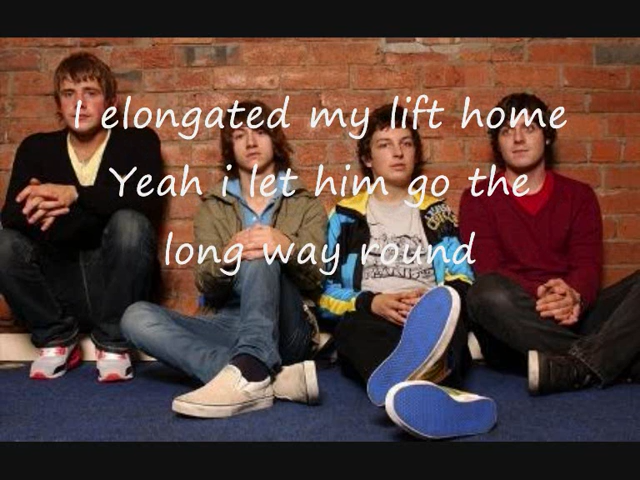 I elongated my lift home
Yeah i let him go the
long way round